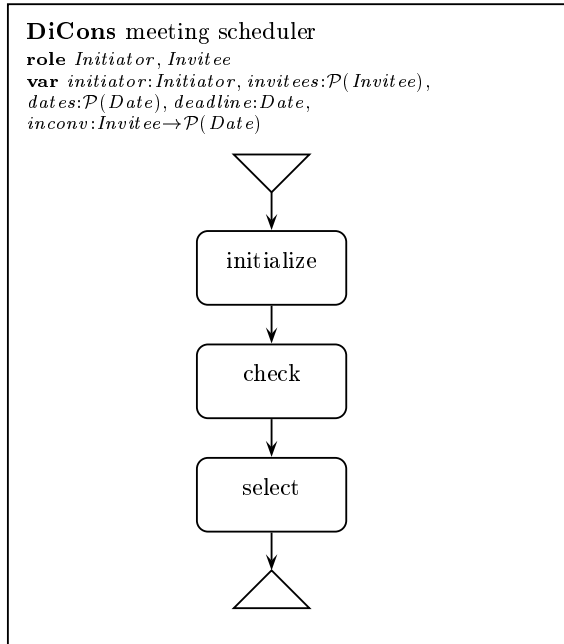 DiCons meeting scheduler
role Initiator, Invitee
var initiator:Initiator, invitees:𝒫(Invitee),
dates:𝒫(Date), deadline:Date,
inconv:Invitee→𝒫(Date)
initialize
check
select